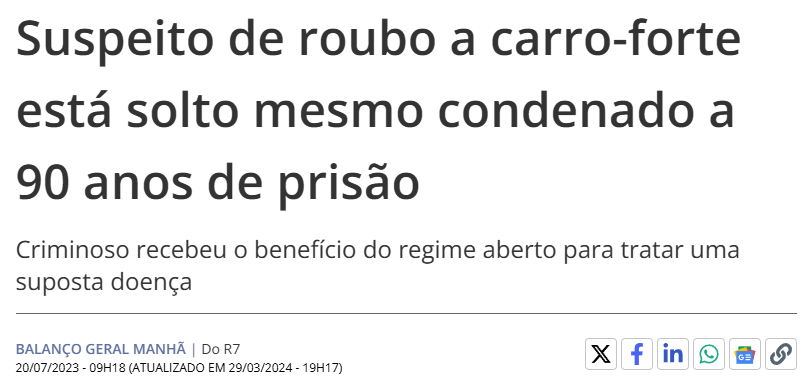 Suspeito de roubo a carro-forte
está solto mesmo condenado a
90 anos de prisão
Criminoso recebeu o benefício do regime aberto para tratar uma
suposta doença
BALANÇO GERAL MANHÃ | Do R7
20/07/2023 - 09H18 (ATUALIZADO EM 29/03/2024 - 19H17)